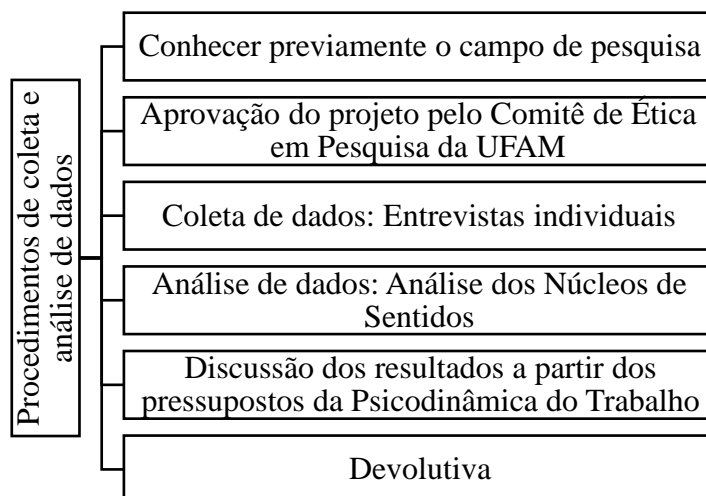 Procedimentos de coleta e
análise de dados
Conhecer previamente o campo de pesquisa
Aprovação do projeto pelo Comitê de Ética
em Pesquisa da UFAM
Coleta de dados: Entrevistas individuais
Análise de dados: Análise dos Núcleos de
Sentidos
Discussão dos resultados a partir dos
pressupostos da Psicodinâmica do Trabalho
Devolutiva